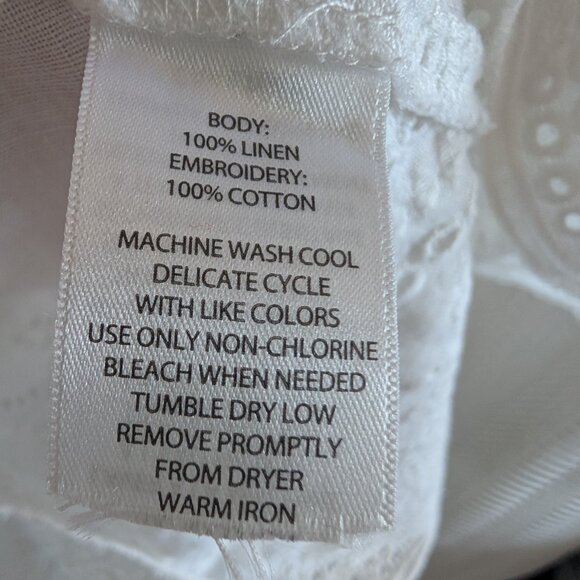 BODY:
100% LINEN
EMBROIDERY:
100% COTTON
MACHINE WASH COOL
DELICATE CYCLE
WITH LIKE COLORS
USE ONLY NON-CHLORINE
BLEACH WHEN NEEDED
TUMBLE DRY LOW
REMOVE PROMPTLY
FROM DRYER
WARM IRON